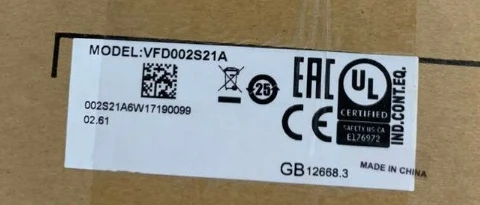 MODEL:VFD002S21A
25
EAC
UL
CERTIFIED
SAFETY US-CA
E176972
IND.CONT.EQ.
CE
002S21A6W17190099
02.61
GB12668.3
MADE IN CHINA